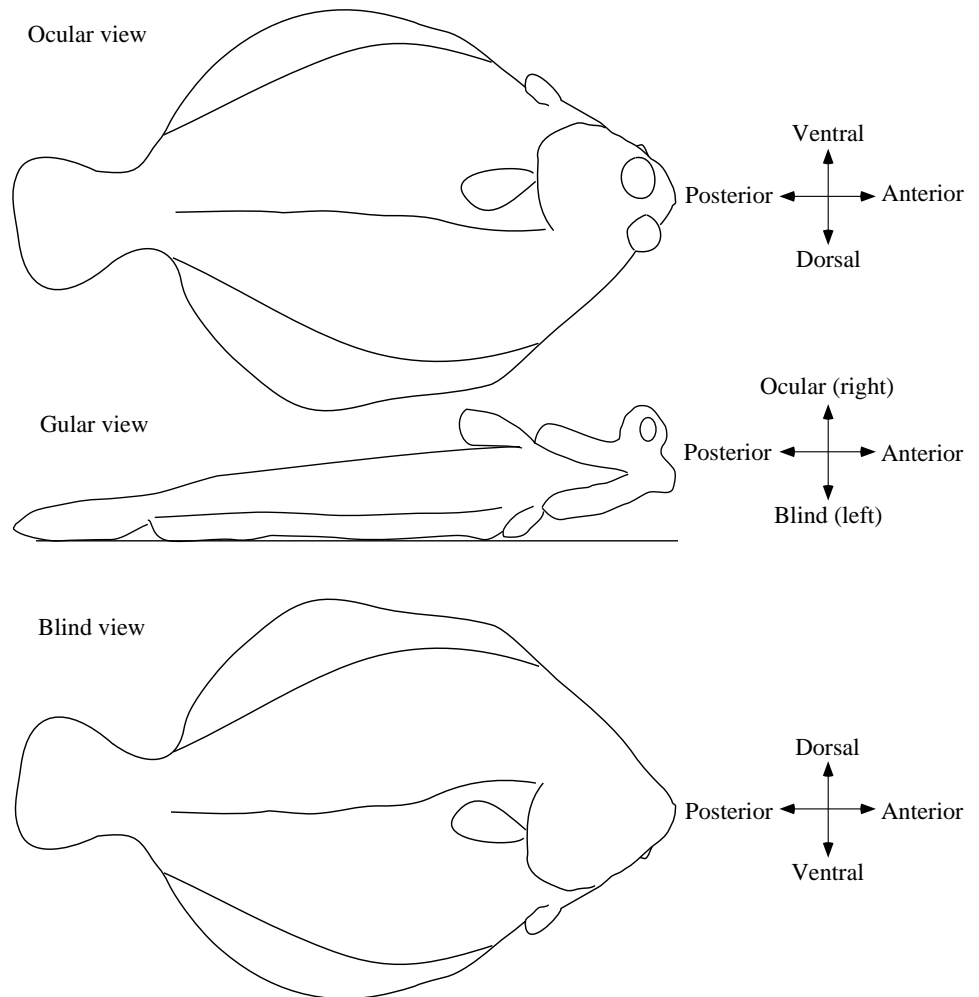 Ocular view
Ventral
Posterior Anterior
Dorsal
Ocular (right)
Gular view
Posterior Anterior
Blind (left)
Blind view
Dorsal
Posterior Anterior
Ventral